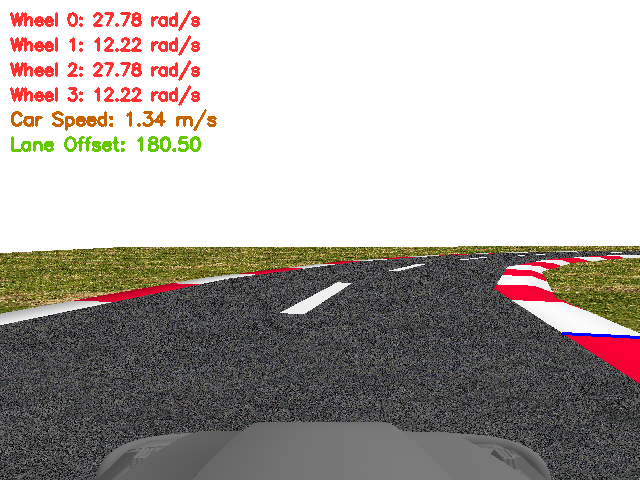 Wheel 0: 27.78 rad/s
Wheel 1: 12.22 rad/s
Wheel 2: 27.78 rad/s
Wheel 3: 12.22 rad/s
Car Speed: 1.34 m/s
Lane Offset: 180.50